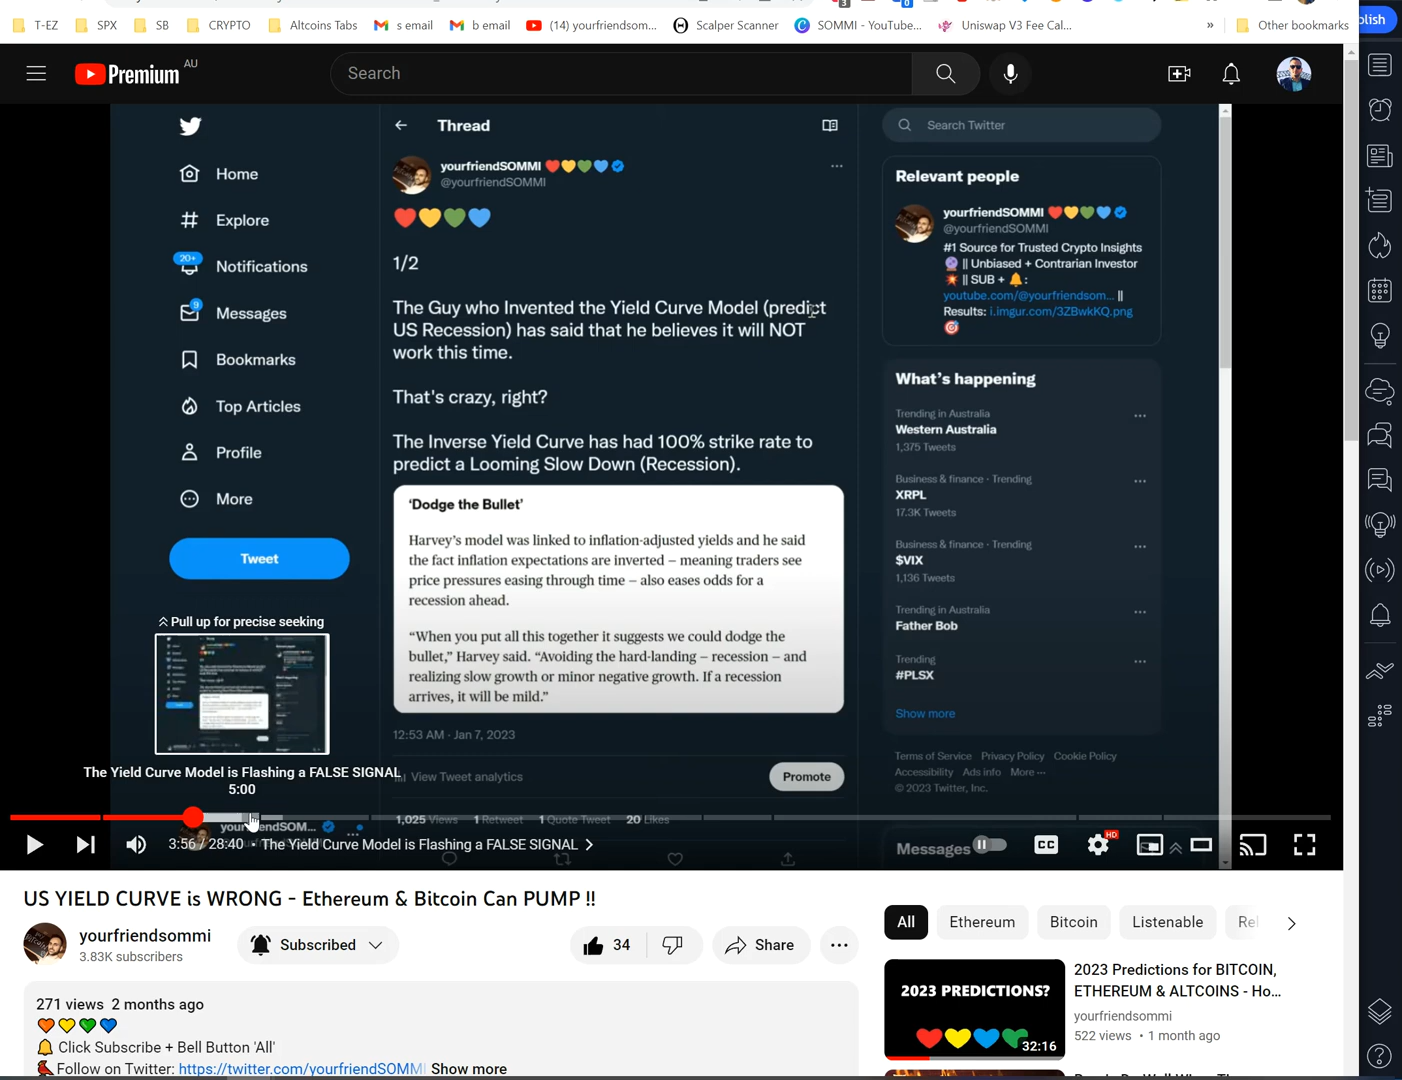 T-EZ SPX SB CRYPTO Altcoins Tabs s email b email (14) yourfriendsom... Scalper Scanner SOMMI - YouTube... Uniswap V3 Fee Cal... » Other bookmarks
lish
Premium AU
Search
Thread
Search Twitter
Home
Explore
20+
Notifications
9
Messages
Bookmarks
Top Articles
Profile
More
Tweet
yourfriendSOMMI
@yourfriendSOMMI
1/2
The Guy who Invented the Yield Curve Model (predict
US Recession) has said that he believes it will NOT
work this time.
That's crazy, right?
The Inverse Yield Curve has had 100% strike rate to
predict a Looming Slow Down (Recession).
'Dodge the Bullet'
Harvey's model was linked to inflation-adjusted yields and he said
the fact inflation expectations are inverted – meaning traders see
price pressures easing through time – also eases odds for a
recession ahead.
"When you put all this together it suggests we could dodge the
bullet," Harvey said. "Avoiding the hard-landing – recession – and
realizing slow growth or minor negative growth. If a recession
arrives, it will be mild."
12:53 AM · Jan 7, 2023
View Tweet analytics
Promote
1,025 Views 1 Retweet 1 Quote Tweet 20 Likes
Relevant people
yourfriendSOMMI
@yourfriendSOMMI
#1 Source for Trusted Crypto Insights
|| Unbiased + Contrarian Investor
|| SUB + :
youtube.com/@yourfriendsom... ||
Results: i.imgur.com/3ZBwkKQ.png
What's happening
Trending in Australia
Western Australia
1,375 Tweets
Business & finance · Trending
XRPL
17.3K Tweets
Business & finance · Trending
$VIX
1,136 Tweets
Trending in Australia
Father Bob
Trending
#PLSX
Show more
Terms of Service Privacy Policy Cookie Policy
Accessibility Ads info More ···
© 2023 Twitter, Inc.
Messages
Pull up for precise seeking
The Yield Curve Model is Flashing a FALSE SIGNAL
5:00
3:56 / 28:40 · The Yield Curve Model is Flashing a FALSE SIGNAL
CC
HD
US YIELD CURVE is WRONG - Ethereum & Bitcoin Can PUMP !!
yourfriendsommi
3.83K subscribers
Subscribed
34
Share
271 views 2 months ago
Click Subscribe + Bell Button 'All'
Follow on Twitter: https://twitter.com/yourfriendSOMMI Show more
All Ethereum Bitcoin Listenable
2023 PREDICTIONS?
32:16
2023 Predictions for BITCOIN,
ETHEREUM & ALTCOINS - Ho...
yourfriendsommi
522 views · 1 month ago